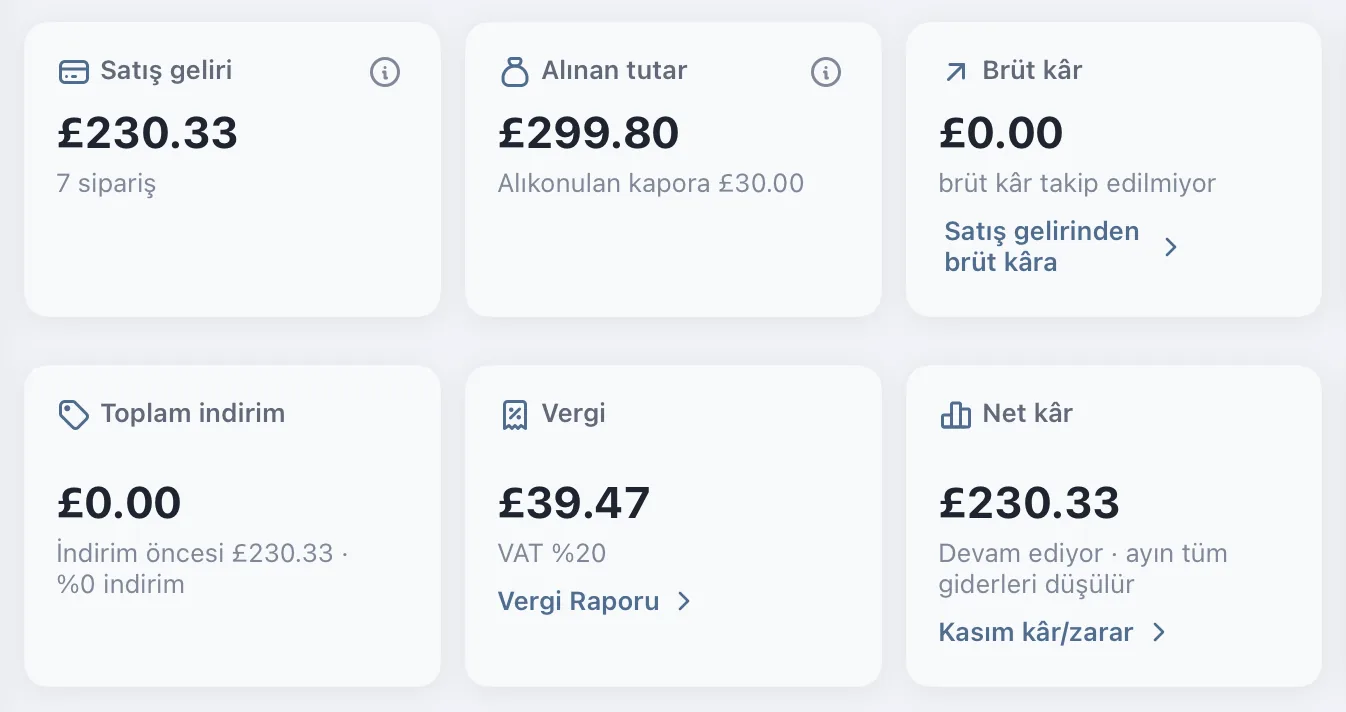 Satış geliri
£230.33
7 sipariş
Alınan tutar
£299.80
Alıkonulan kapora £30.00
Brüt kâr
£0.00
brüt kâr takip edilmiyor
Satış gelirinden
brüt kâra
Toplam indirim
£0.00
İndirim öncesi £230.33 ·
%0 indirim
Vergi
£39.47
VAT %20
Vergi Raporu
Net kâr
£230.33
Devam ediyor · ayın tüm
giderleri düşülür
Kasım kâr/zarar